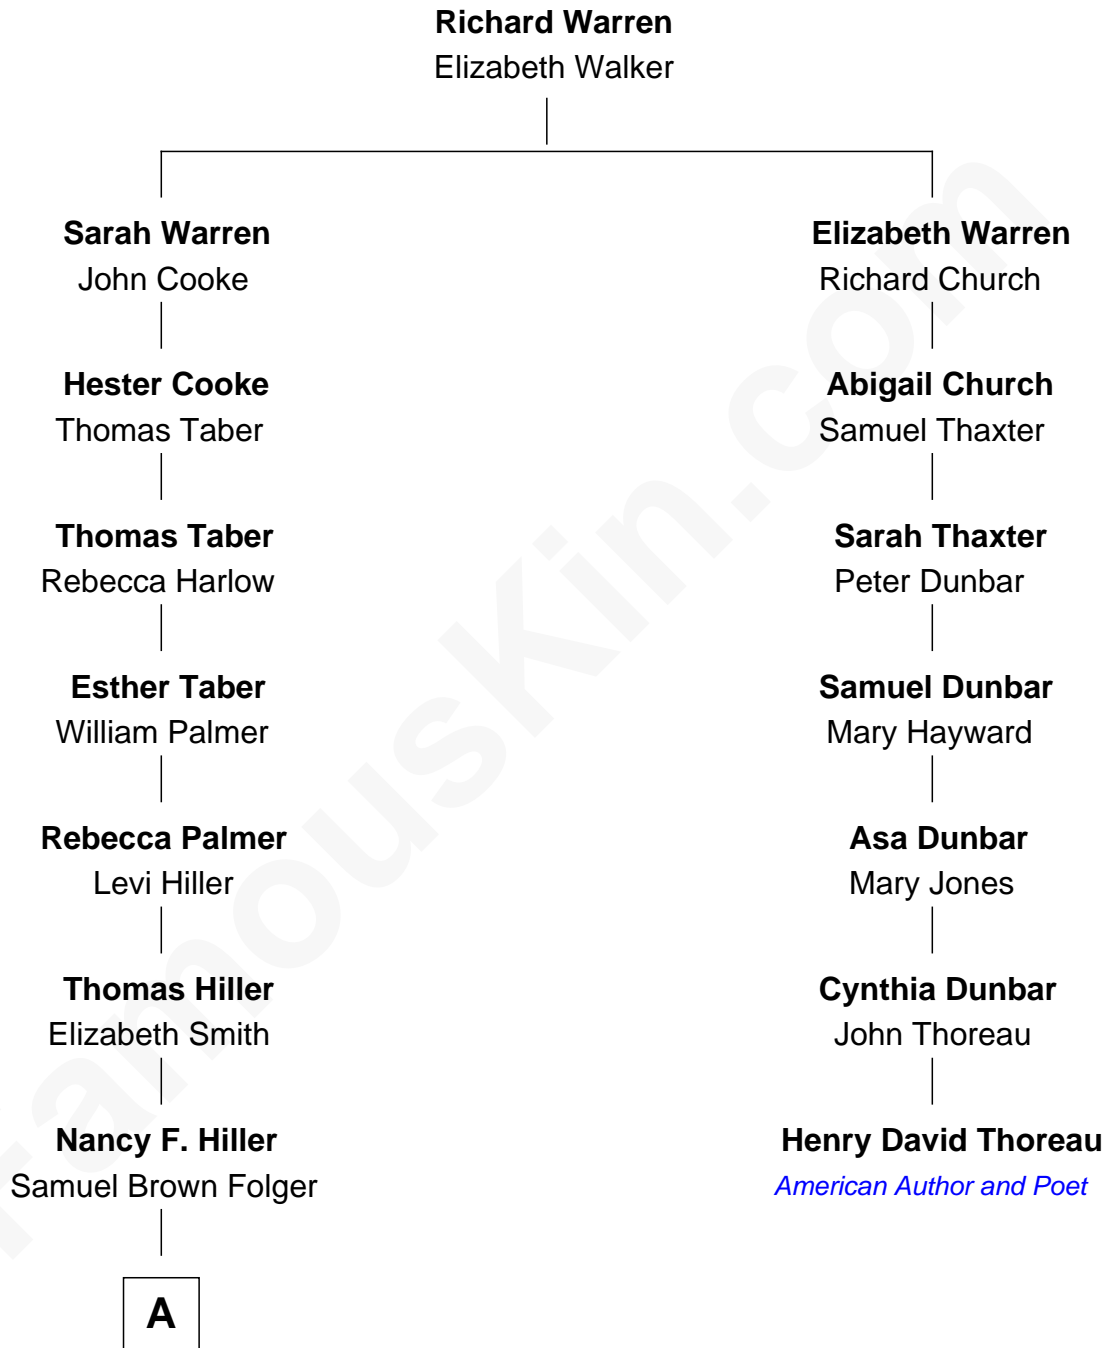 Richard Warren
Elizabeth Walker
Sarah Warren
John Cooke
Hester Cooke
Thomas Taber
Thomas Taber
Rebecca Harlow
Esther Taber
William Palmer
Rebecca Palmer
Levi Hiller
Thomas Hiller
Elizabeth Smith
Nancy F. Hiller
Samuel Brown Folger
A
Elizabeth Warren
Richard Church
Abigail Church
Samuel Thaxter
Sarah Thaxter
Peter Dunbar
Samuel Dunbar
Mary Hayward
Asa Dunbar
Mary Jones
Cynthia Dunbar
John Thoreau
Henry David Thoreau
American Author and Poet
FamousKin.com